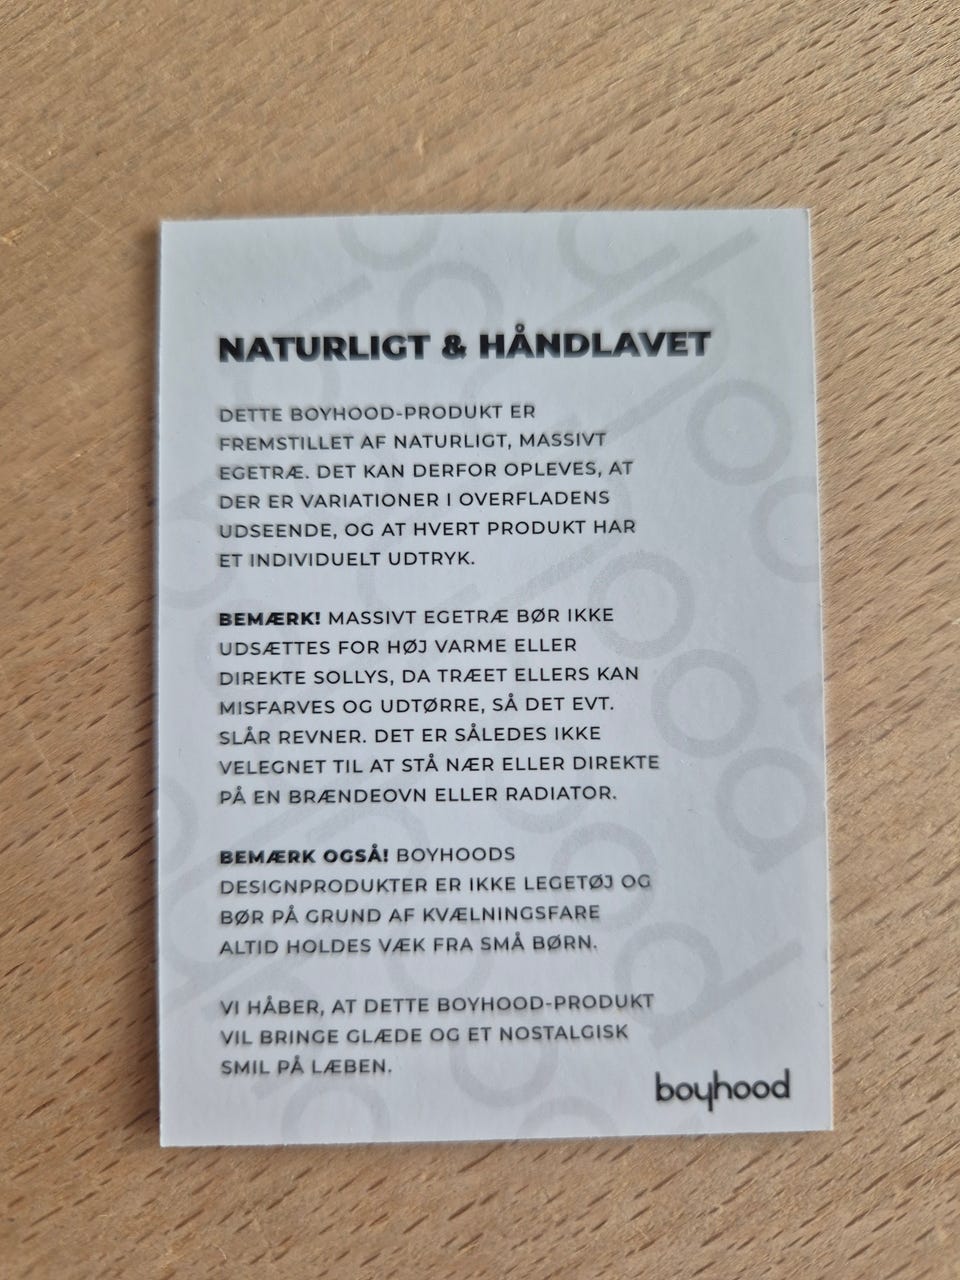 NATURLIGT & HÅNDLAVET
DETTE BOYHOOD-PRODUKT ER
FREMSTILLET AF NATURLIGT, MASSIVT
EGETRÆ. DET KAN DERFOR OPLEVES, AT
DER ER VARIATIONER I OVERFLADENS
UDSEENDE, OG AT HVERT PRODUKT HAR
ET INDIVIDUELT UDTRYK.
BEMÆRK! MASSIVT EGETRÆ BØR IKKE
UDSÆTTES FOR HØJ VARME ELLER
DIREKTE SOLLYS, DA TRÆET ELLERS KAN
MISFARVES OG UDTØRRE, SÅ DET EVT.
SLÅR REVNER. DET ER SÅLEDES IKKE
VELEGNET TIL AT STÅ NÆR ELLER DIREKTE
PÅ EN BRÆNDEOVN ELLER RADIATOR.
BEMÆRK OGSÅ! BOYHOODS
DESIGNPRODUKTER ER IKKE LEGETØJ OG
BØR PÅ GRUND AF KVÆLNINGSFARE
ALTID HOLDES VÆK FRA SMÅ BØRN.
VI HÅBER, AT DETTE BOYHOOD-PRODUKT
VIL BRINGE GLÆDE OG ET NOSTALGISK
SMIL PÅ LÆBEN.
boyhood